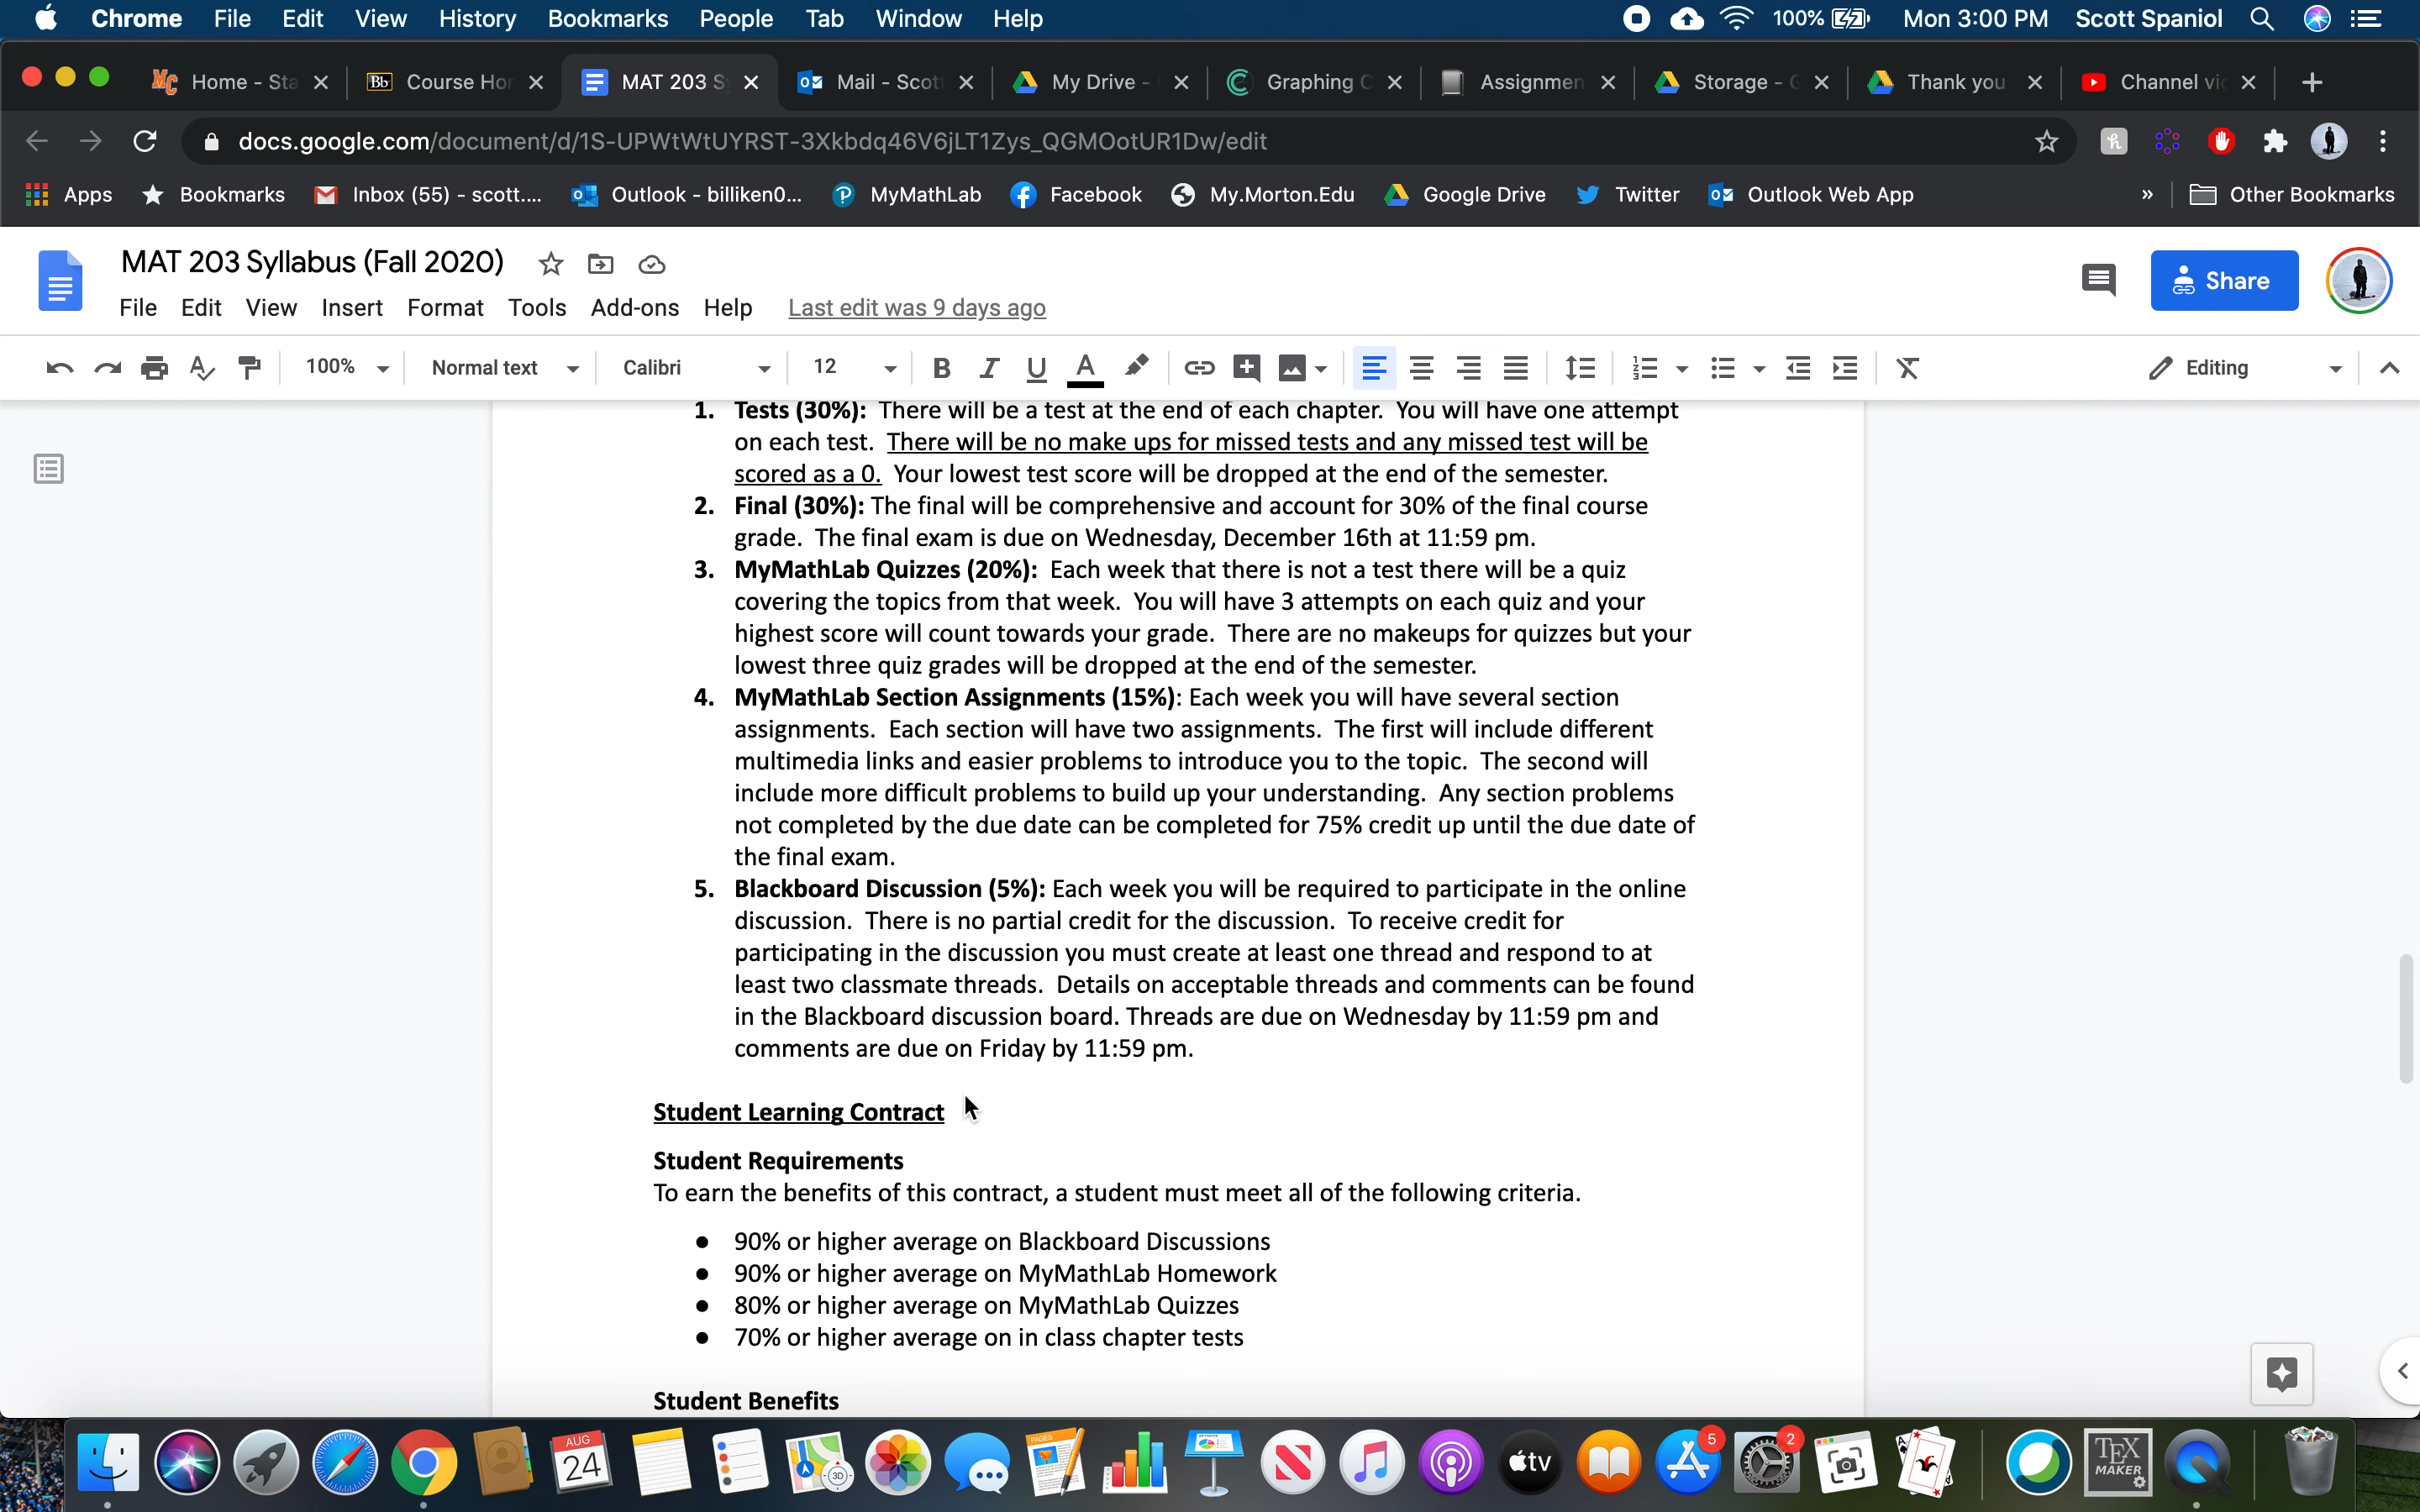 Chrome File Edit View History Bookmarks People Tab Window Help 100% Mon 3:00 PM Scott Spaniol
Home - Sta Bb Course Hor MAT 203 S Mail - Scott My Drive - Graphing C Assignmen Storage - G Thank you Channel vid
docs.google.com/document/d/1S-UPWtWtUYRST-3Xkbdq46V6jLT1Zys_QGMOotUR1Dw/edit
Apps Bookmarks Inbox (55) - scott.... Outlook - billiken0... MyMathLab Facebook My.Morton.Edu Google Drive Twitter Outlook Web App » Other Bookmarks
MAT 203 Syllabus (Fall 2020)
Share
File Edit View Insert Format Tools Add-ons Help Last edit was 9 days ago
100% Normal text Calibri 12 B I U A Editing
1. Tests (30%): There will be a test at the end of each chapter. You will have one attempt
on each test. There will be no make ups for missed tests and any missed test will be
scored as a 0. Your lowest test score will be dropped at the end of the semester.
2. Final (30%): The final will be comprehensive and account for 30% of the final course
grade. The final exam is due on Wednesday, December 16th at 11:59 pm.
3. MyMathLab Quizzes (20%): Each week that there is not a test there will be a quiz
covering the topics from that week. You will have 3 attempts on each quiz and your
highest score will count towards your grade. There are no makeups for quizzes but your
lowest three quiz grades will be dropped at the end of the semester.
4. MyMathLab Section Assignments (15%): Each week you will have several section
assignments. Each section will have two assignments. The first will include different
multimedia links and easier problems to introduce you to the topic. The second will
include more difficult problems to build up your understanding. Any section problems
not completed by the due date can be completed for 75% credit up until the due date of
the final exam.
5. Blackboard Discussion (5%): Each week you will be required to participate in the online
discussion. There is no partial credit for the discussion. To receive credit for
participating in the discussion you must create at least one thread and respond to at
least two classmate threads. Details on acceptable threads and comments can be found
in the Blackboard discussion board. Threads are due on Wednesday by 11:59 pm and
comments are due on Friday by 11:59 pm.
Student Learning Contract
Student Requirements
To earn the benefits of this contract, a student must meet all of the following criteria.
● 90% or higher average on Blackboard Discussions
● 90% or higher average on MyMathLab Homework
● 80% or higher average on MyMathLab Quizzes
● 70% or higher average on in class chapter tests
Student Benefits
AUG 24 PAGES 3D tv 5 2 TEX MAKER